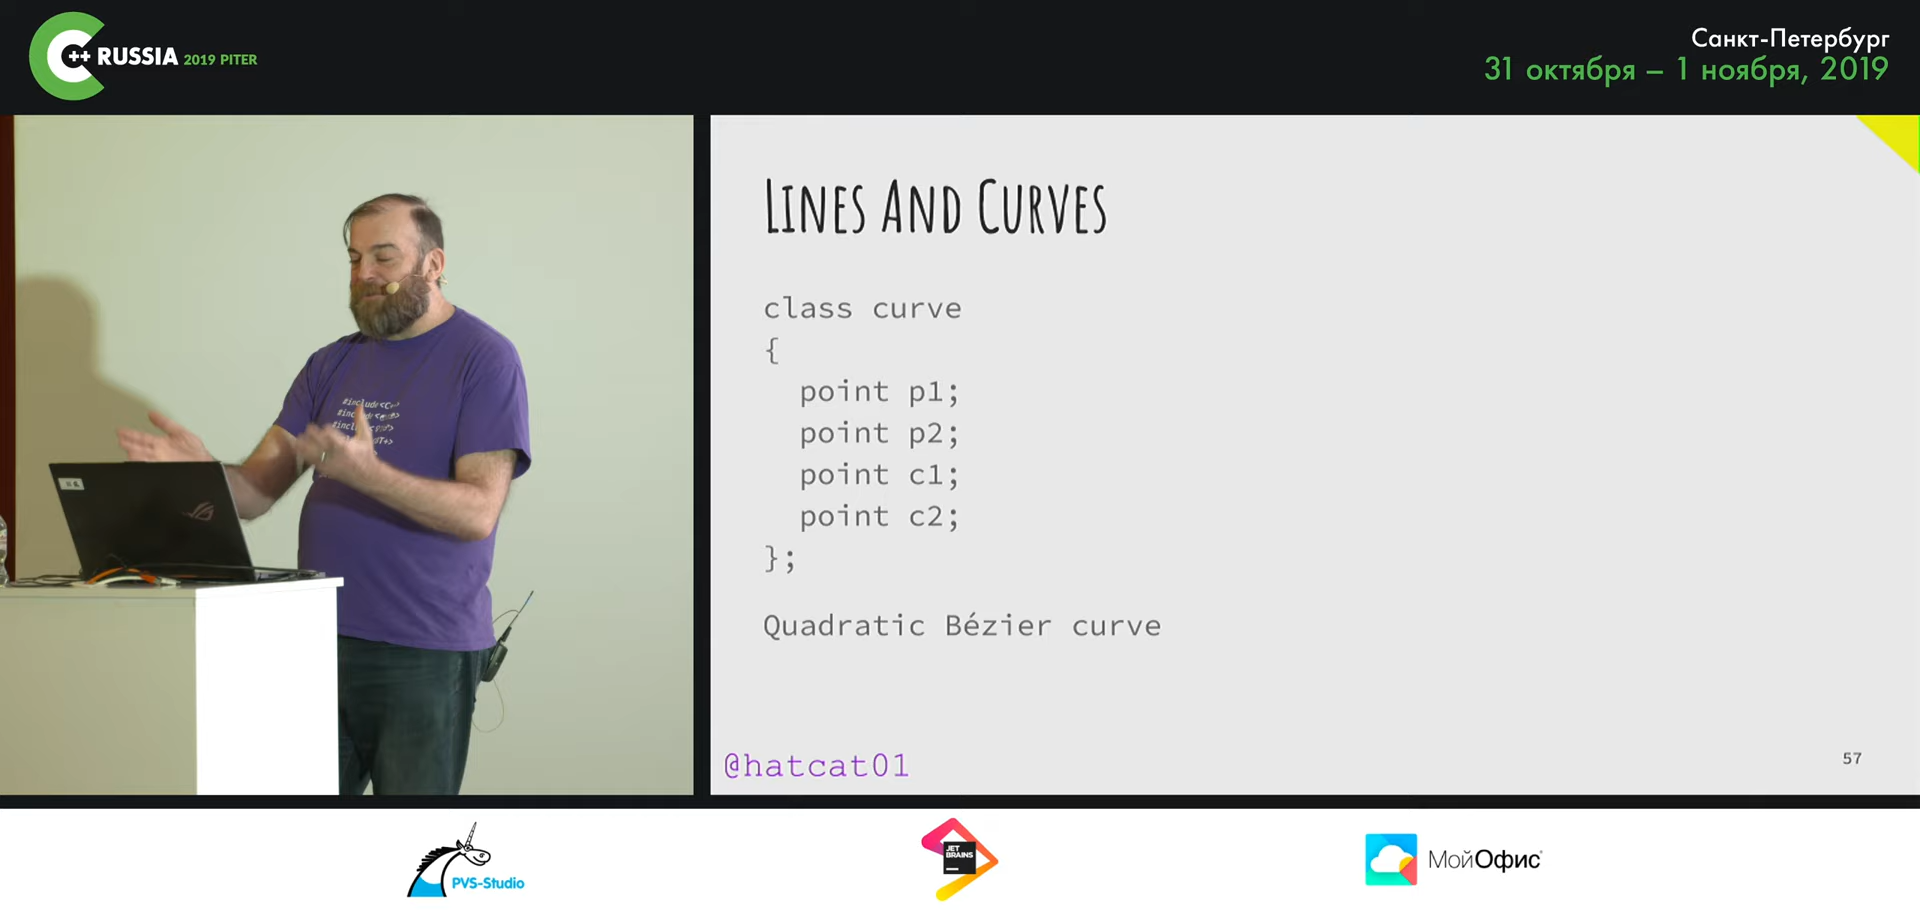 C++ RUSSIA 2019 PITER
Санкт-Петербург
31 октября – 1 ноября, 2019
#include <C++>
LINES AND CURVES
class curve
{
point p1;
point p2;
point c1;
point c2;
};
Quadratic Bézier curve
@hatcat01
57
PVS-Studio
JET
BRAINS
МойОфис